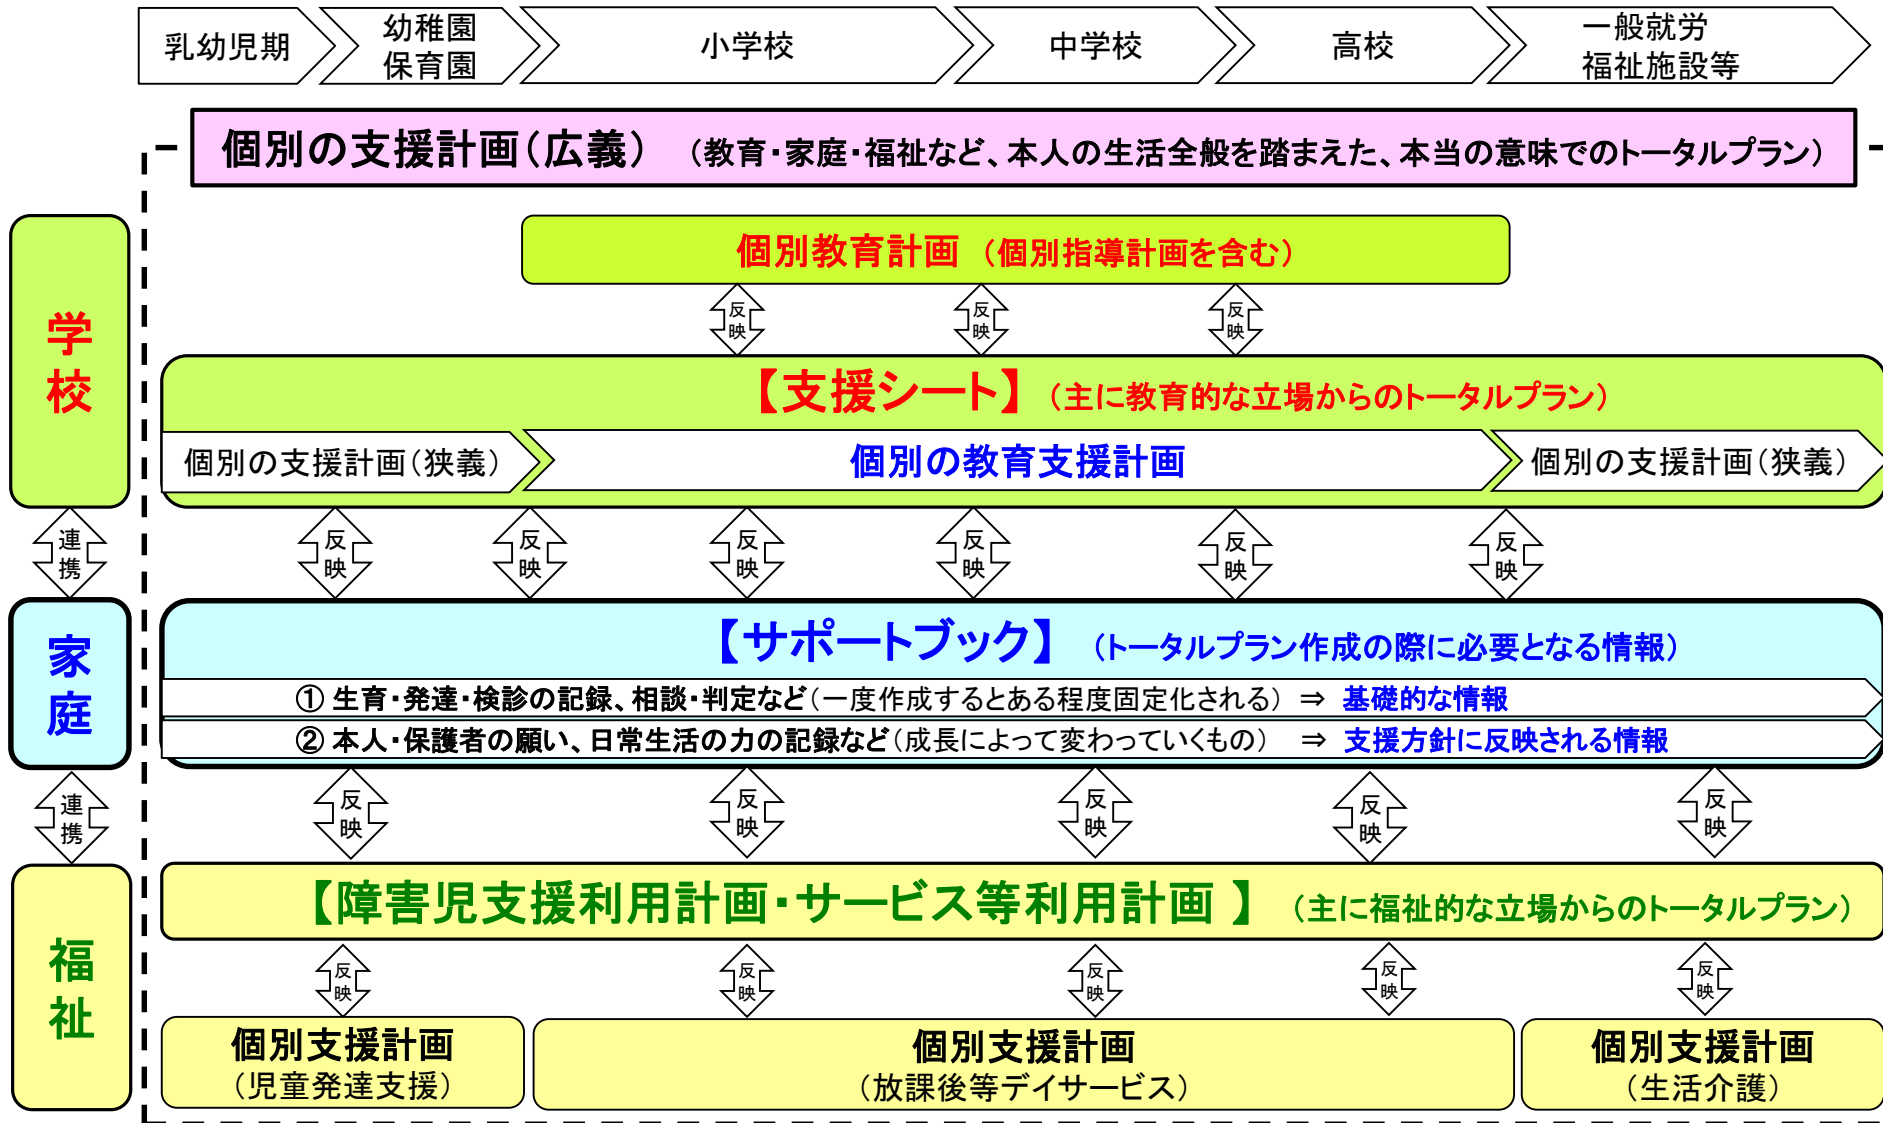 乳幼児期
幼稚園
保育園
小学校
中学校
高校
一般就労
福祉施設等
個別の支援計画(広義) (教育・家庭・福祉など、本人の生活全般を踏まえた、本当の意味でのトータルプラン)
学校
個別教育計画 (個別指導計画を含む)
反映
反映
反映
【支援シート】 (主に教育的な立場からのトータルプラン)
個別の支援計画(狭義)
個別の教育支援計画
個別の支援計画(狭義)
連携
反映
反映
反映
反映
反映
反映
家庭
【サポートブック】 (トータルプラン作成の際に必要となる情報)
① 生育・発達・検診の記録、相談・判定など(一度作成するとある程度固定化される) ⇒ 基礎的な情報
② 本人・保護者の願い、日常生活の力の記録など(成長によって変わっていくもの) ⇒ 支援方針に反映される情報
連携
反映
反映
反映
反映
反映
福祉
【障害児支援利用計画・サービス等利用計画 】 (主に福祉的な立場からのトータルプラン)
反映
反映
反映
反映
反映
個別支援計画
(児童発達支援)
個別支援計画
(放課後等デイサービス)
個別支援計画
(生活介護)